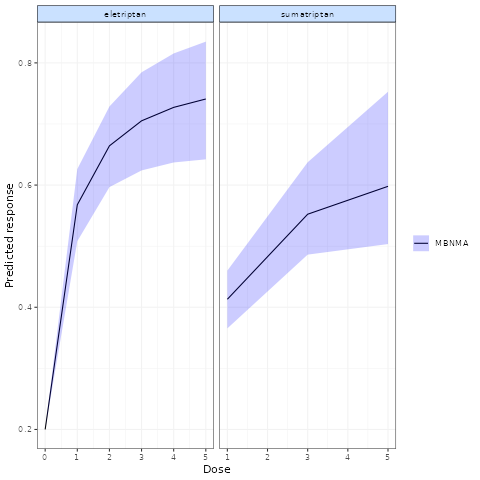 eletriptan sumatriptan
0.8
0.6
0.4
0.2
Predicted response
0 1 2 3 4 5 1 2 3 4 5
Dose
MBNMA